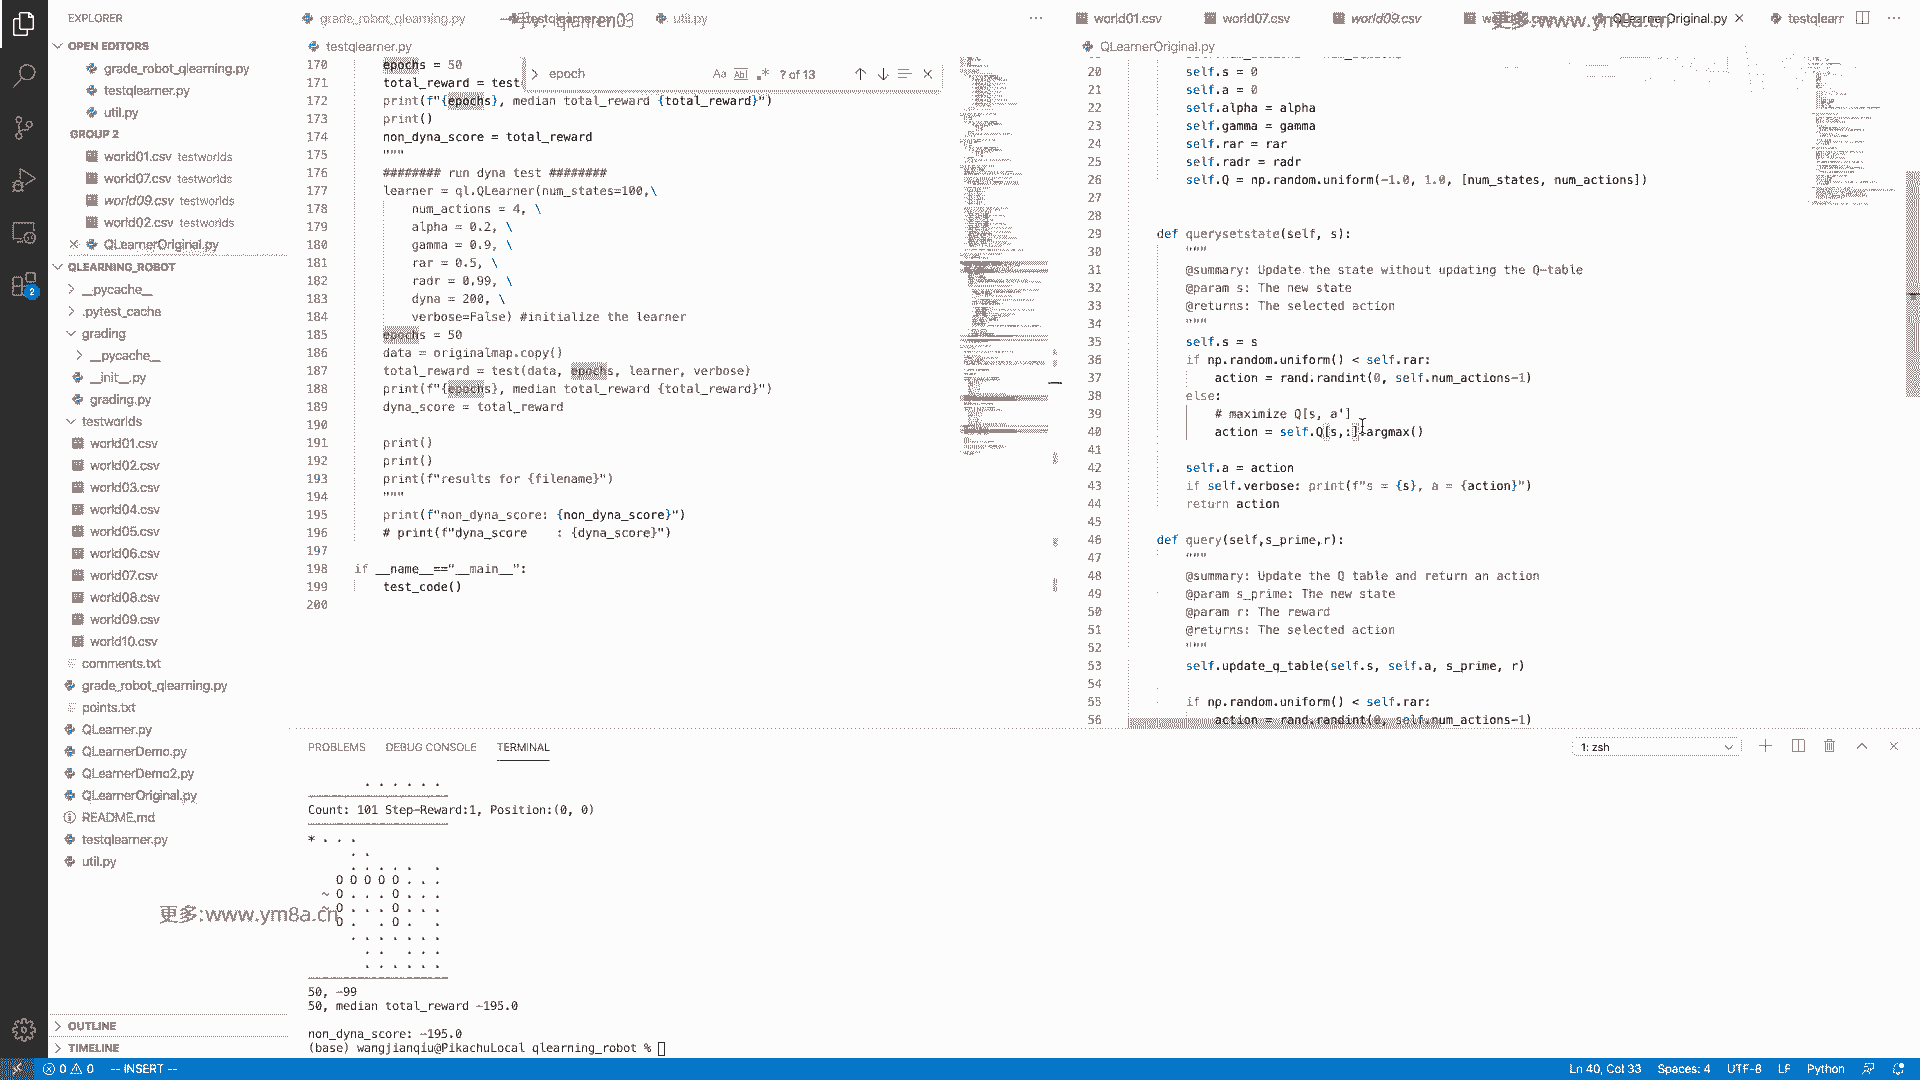 EXPLORER
OPEN EDITORS
grade_robot_qlearning.py
testqlearner.py
util.py
GROUP 2
world01.csv testworlds
world07.csv testworlds
world09.csv testworlds
world02.csv testworlds
QLearnerOriginal.py
QLEARNING_ROBOT
__pycache__
.pytest_cache
grading
__pycache__
__init__.py
grading.py
testworlds
world01.csv
world02.csv
world03.csv
world04.csv
world05.csv
world06.csv
world07.csv
world08.csv
world09.csv
world10.csv
comments.txt
grade_robot_qlearning.py
points.txt
QLearner.py
QLearnerDemo.py
QLearnerDemo2.py
QLearnerOriginal.py
README.md
testqlearner.py
util.py
更多:www.ym8a.cn
OUTLINE
TIMELINE
grade_robot_qlearning.py
util.py
testqlearner.py
epoch
Aa Abl .* ? of 13
170 epochs = 50
171 total_reward = test
172 print(f"{epochs}, median total_reward {total_reward}")
173 print()
174 non_dyna_score = total_reward
175 """
176 ######## run dyna test ########
177 learner = ql.QLearner(num_states=100,\
178 num_actions = 4, \
179 alpha = 0.2, \
180 gamma = 0.9, \
181 rar = 0.5, \
182 radr = 0.99, \
183 dyna = 200, \
184 verbose=False) #initialize the learner
185 epochs = 50
186 data = originalmap.copy()
187 total_reward = test(data, epochs, learner, verbose)
188 print(f"{epochs}, median total_reward {total_reward}")
189 dyna_score = total_reward
190
191 print()
192 print()
193 print(f"results for {filename}")
194 """
195 print(f"non_dyna_score: {non_dyna_score}")
196 # print(f"dyna_score    : {dyna_score}")
197
198 if __name__=="__main__":
199 test_code()
200
world01.csv
world07.csv
world09.csv
更多:www.ym8a.cn
QLearnerOriginal.py
testqlearr
QLearnerOriginal.py
20 self.s = 0
21 self.a = 0
22 self.alpha = alpha
23 self.gamma = gamma
24 self.rar = rar
25 self.radr = radr
26 self.Q = np.random.uniform(-1.0, 1.0, [num_states, num_actions])
27
28
29 def querysetstate(self, s):
30 """
31 @summary: Update the state without updating the Q-table
32 @param s: The new state
33 @returns: The selected action
34 """
35 self.s = s
36 if np.random.uniform() < self.rar:
37 action = rand.randint(0, self.num_actions-1)
38 else:
39 # maximize Q[s, a']
40 action = self.Q[s,:].argmax()
41
42 self.a = action
43 if self.verbose: print(f"s = {s}, a = {action}")
44 return action
45
46 def query(self,s_prime,r):
47 """
48 @summary: Update the Q table and return an action
49 @param s_prime: The new state
50 @param r: The reward
51 @returns: The selected action
52 """
53 self.update_q_table(self.s, self.a, s_prime, r)
54
55 if np.random.uniform() < self.rar:
56 action = rand.randint(0, self.num_actions-1)
PROBLEMS DEBUG CONSOLE TERMINAL
1: zsh
. . . . . .
Count: 101 Step-Reward:1, Position:(0, 0)
* . . .
. .
. . . . . .
O O O O O . . .
~ O . . . O . . .
~ O . . . O . . .
O . . O . .
. . . . . . .
. . . . .
. . . . . .
50, -99
50, median total_reward -195.0
non_dyna_score: -195.0
(base) wangjianqiu@PikachuLocal qlearning_robot %
0 0 -- INSERT --
Ln 40, Col 33 Spaces: 4 UTF-8 LF Python